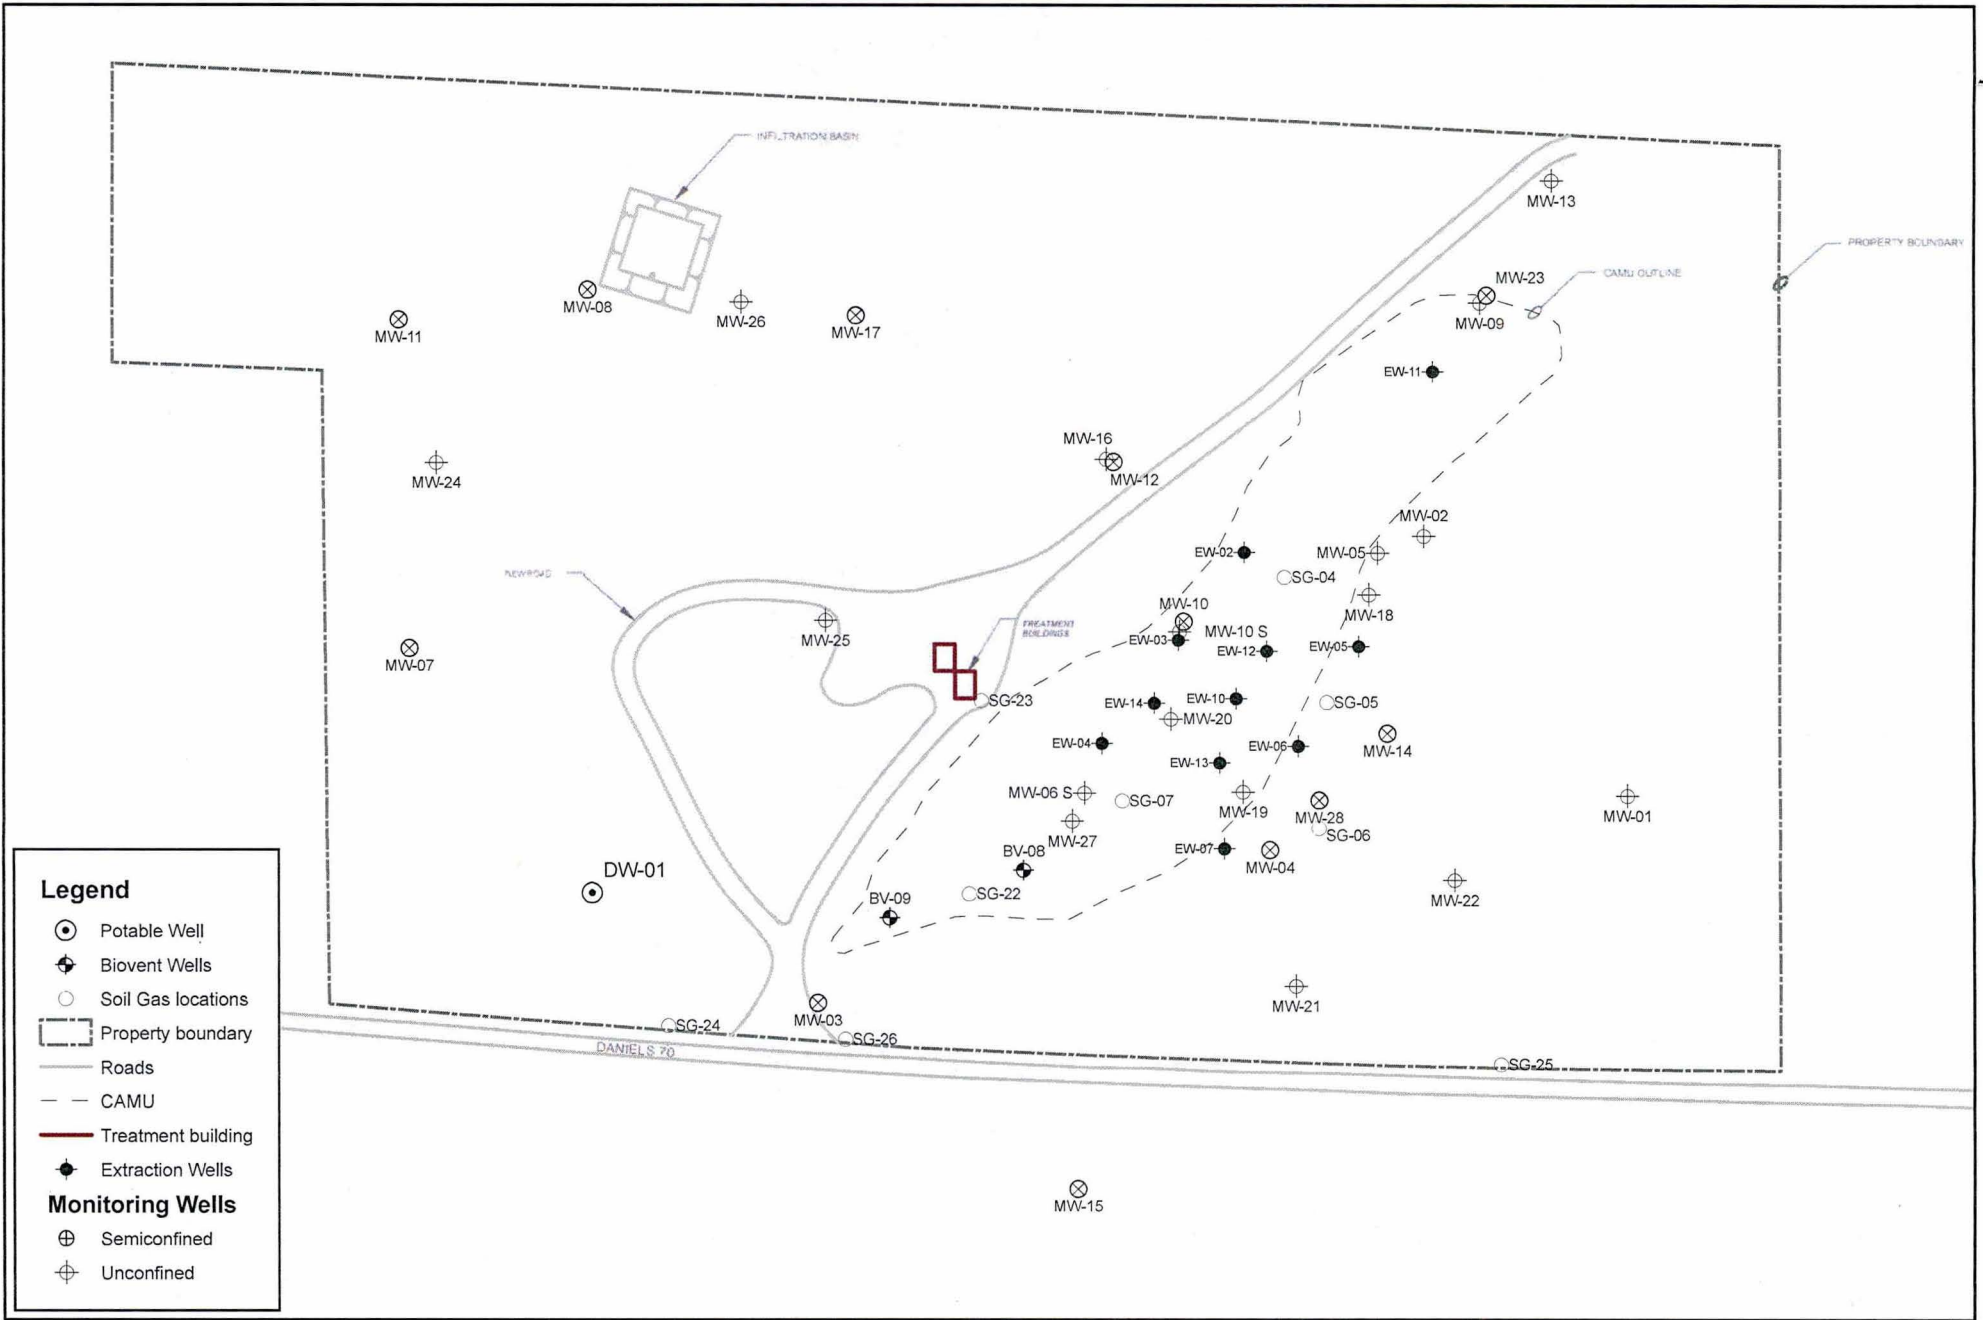 INFILTRATION BASIN
MW-13
PROPERTY BOUNDARY
CAMU OUTLINE
MW-23
MW-08
MW-26
MW-17
MW-09
MW-11
EW-11
MW-16
MW-12
MW-24
MW-02
EW-02
MW-05
NEW ROAD
SG-04
MW-10
MW-18
TREATMENT
BUILDINGS
MW-25
EW-03
MW-10 S
EW-12
EW-05
MW-07
SG-23
EW-14
EW-10
SG-05
MW-20
EW-04
EW-06
MW-14
EW-13
MW-06 S
SG-07
MW-19
MW-28
MW-01
MW-27
SG-06
BV-08
EW-07
MW-04
DW-01
SG-22
BV-09
MW-22
MW-21
MW-03
SG-24
SG-26
DANIELS 70
SG-25
MW-15
Legend
Potable Well
Biovent Wells
Soil Gas locations
Property boundary
Roads
CAMU
Treatment building
Extraction Wells
Monitoring Wells
Semiconfined
Unconfined